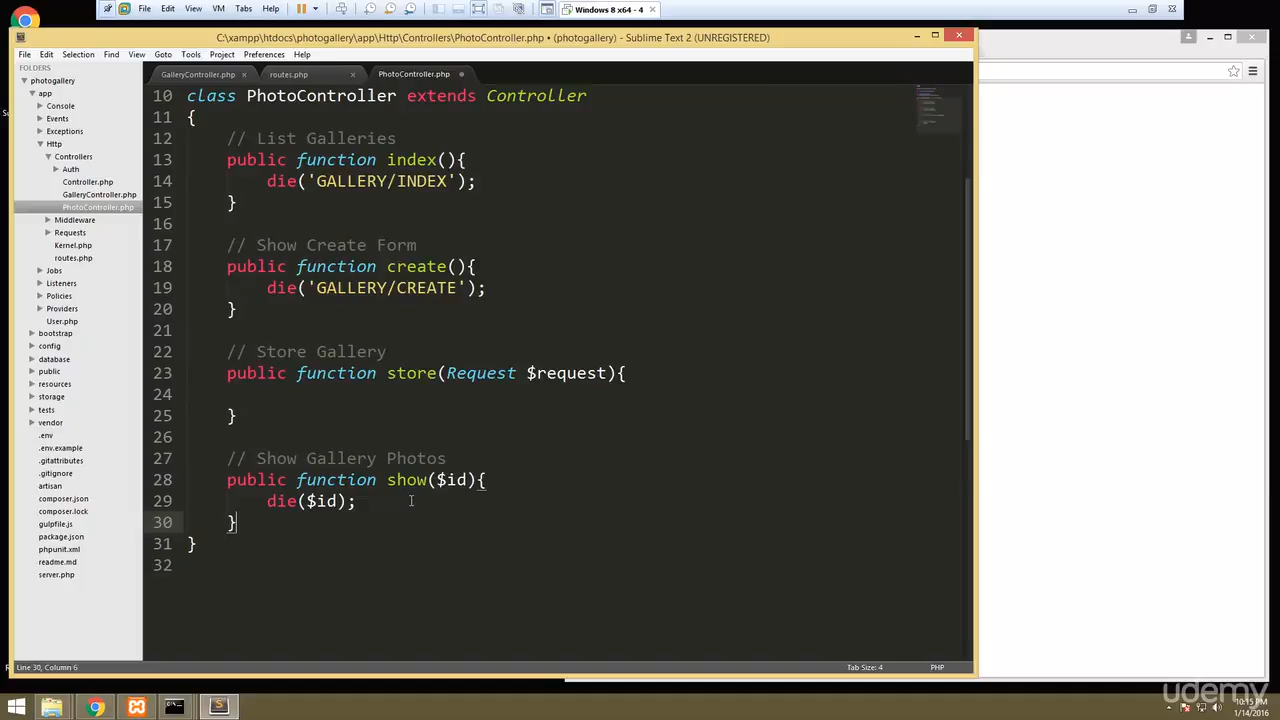 File Edit View VM Tabs Help
Windows 8 x64 - 4
C:\xampp\htdocs\photogallery\app\Http\Controllers\PhotoController.php • (photogallery) - Sublime Text 2 (UNREGISTERED)
File Edit Selection Find View Goto Tools Project Preferences Help
FOLDERS
photogallery
app
Console
Events
Exceptions
Http
Controllers
Auth
Controller.php
GalleryController.php
PhotoController.php
Middleware
Requests
Kernel.php
routes.php
Jobs
Listeners
Policies
Providers
User.php
bootstrap
config
database
public
resources
storage
tests
vendor
.env
.env.example
.gitattributes
.gitignore
artisan
composer.json
composer.lock
gulpfile.js
package.json
phpunit.xml
readme.md
server.php
GalleryController.php routes.php PhotoController.php
10 class PhotoController extends Controller
11 {
12 // List Galleries
13 public function index(){
14 die('GALLERY/INDEX');
15 }
16
17 // Show Create Form
18 public function create(){
19 die('GALLERY/CREATE');
20 }
21
22 // Store Gallery
23 public function store(Request $request){
24
25 }
26
27 // Show Gallery Photos
28 public function show($id){
29 die($id);
30 }
31 }
32
Line 30, Column 6 Tab Size: 4 PHP
udemy
10:15 PM
1/14/2016